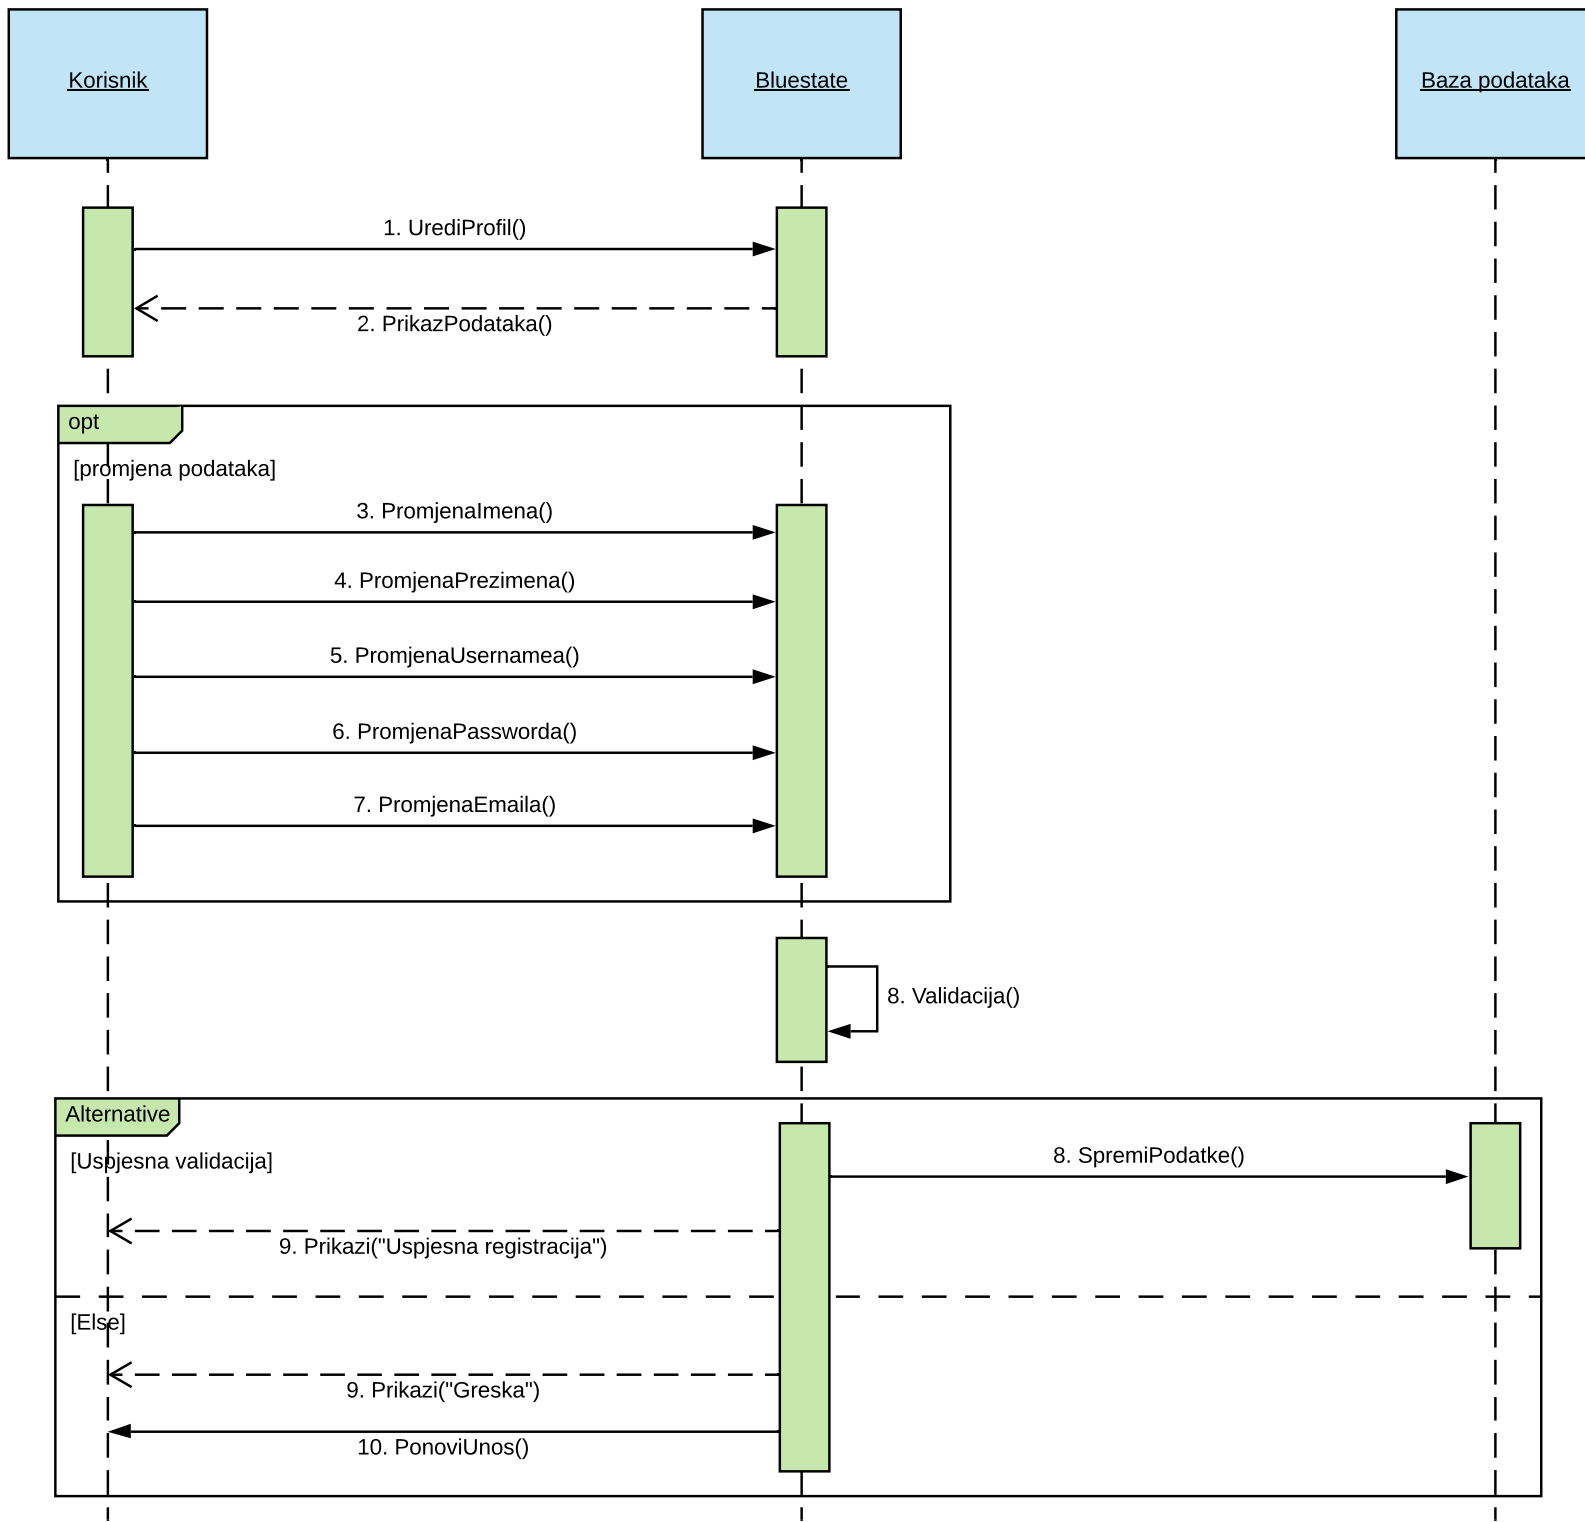 Korisnik
Bluestate
Baza podataka
1. UrediProfil()
2. PrikazPodataka()
opt
[promjena podataka]
3. PromjenaImena()
4. PromjenaPrezimena()
5. PromjenaUsernamea()
6. PromjenaPassworda()
7. PromjenaEmaila()
8. Validacija()
Alternative
[Uspjesna validacija]
8. SpremiPodatke()
9. Prikazi("Uspjesna registracija")
[Else]
9. Prikazi("Greska")
10. PonoviUnos()